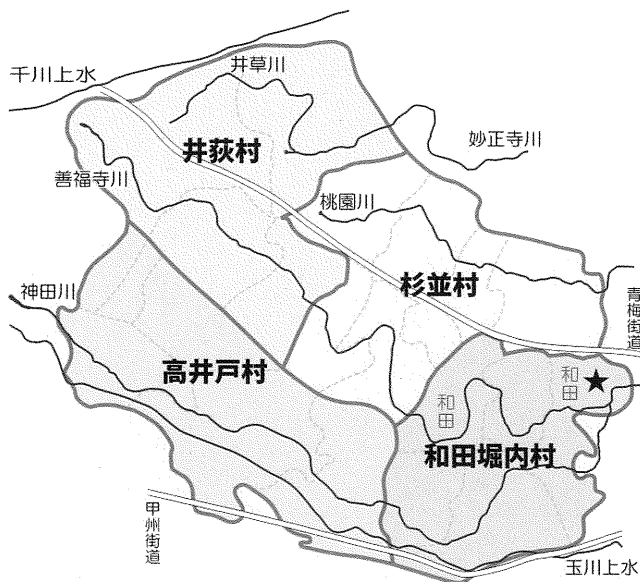 千川上水
井草川
妙正寺川
井荻村
善福寺川
桃園川
神田川
杉並村
青梅街道
高井戸村
和田
和田
和田堀内村
甲州街道
玉川上水